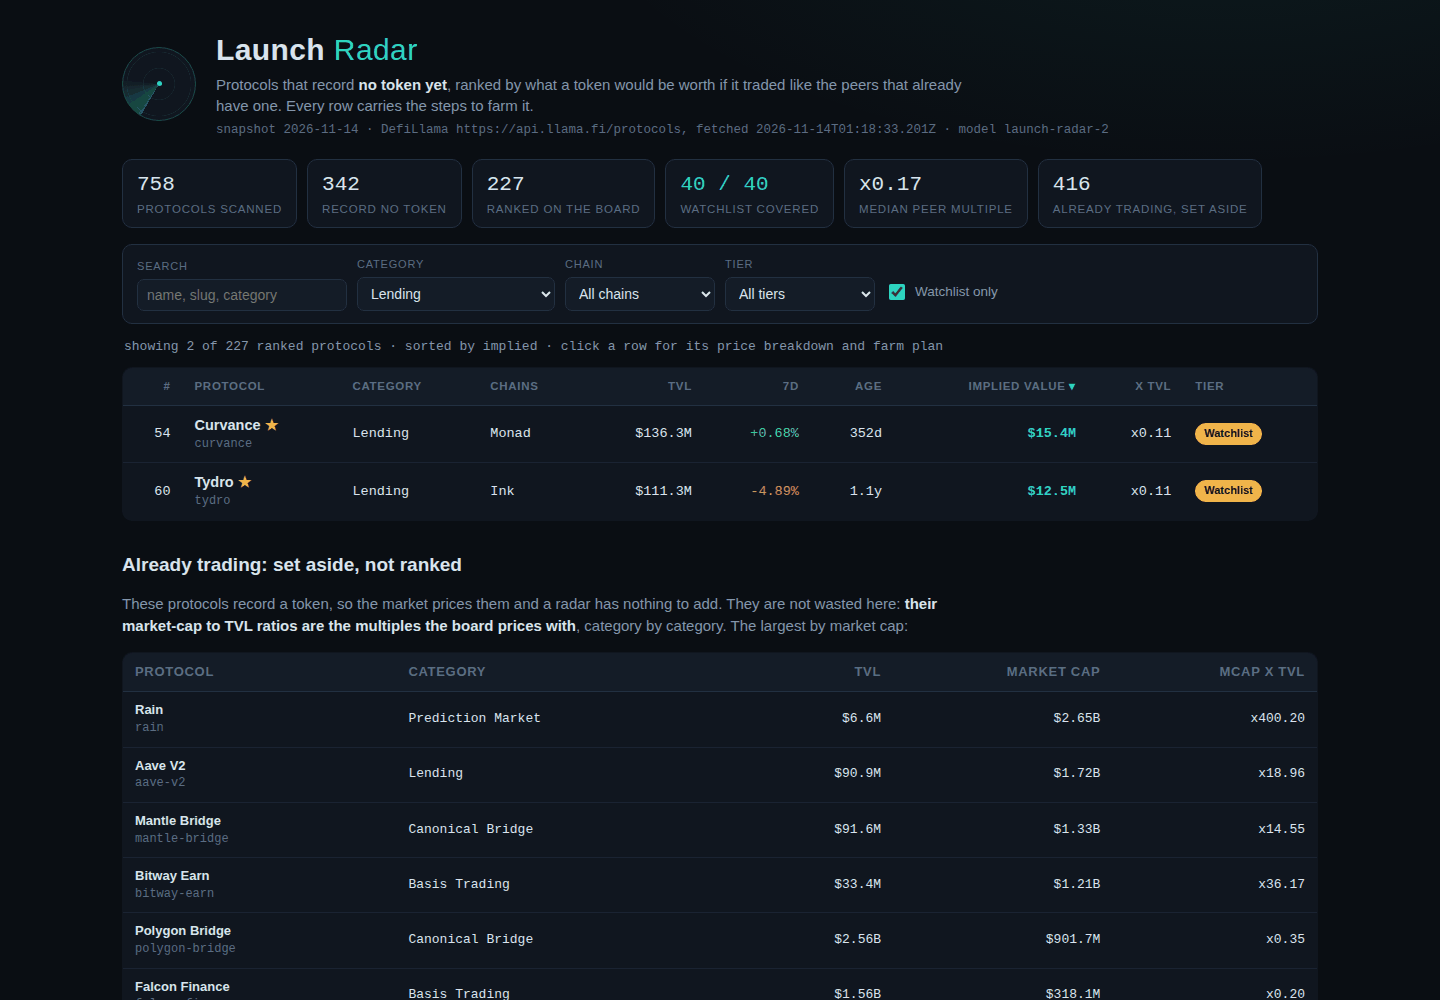 Launch Radar
Protocols that record no token yet, ranked by what a token would be worth if it traded like the peers that already
have one. Every row carries the steps to farm it.
snapshot 2026-11-14 · DefiLlama https://api.llama.fi/protocols, fetched 2026-11-14T01:18:33.201Z · model launch-radar-2
758 342 227 40 / 40 x0.17 416
PROTOCOLS SCANNED RECORD NO TOKEN RANKED ON THE BOARD WATCHLIST COVERED MEDIAN PEER MULTIPLE ALREADY TRADING, SET ASIDE
SEARCH CATEGORY CHAIN TIER
name, slug, category Lending All chains All tiers Watchlist only
showing 2 of 227 ranked protocols · sorted by implied · click a row for its price breakdown and farm plan
# PROTOCOL CATEGORY CHAINS TVL 7D AGE IMPLIED VALUE ▼ X TVL TIER
54 Curvance ★ Lending Monad $136.3M +0.68% 352d $15.4M x0.11 Watchlist
curvance
60 Tydro ★ Lending Ink $111.3M -4.89% 1.1y $12.5M x0.11 Watchlist
tydro
Already trading: set aside, not ranked
These protocols record a token, so the market prices them and a radar has nothing to add. They are not wasted here: their
market-cap to TVL ratios are the multiples the board prices with, category by category. The largest by market cap:
PROTOCOL CATEGORY TVL MARKET CAP MCAP X TVL
Rain Prediction Market $6.6M $2.65B x400.20
rain
Aave V2 Lending $90.9M $1.72B x18.96
aave-v2
Mantle Bridge Canonical Bridge $91.6M $1.33B x14.55
mantle-bridge
Bitway Earn Basis Trading $33.4M $1.21B x36.17
bitway-earn
Polygon Bridge Canonical Bridge $2.56B $901.7M x0.35
polygon-bridge
Falcon Finance Basis Trading $1.56B $318.1M x0.20